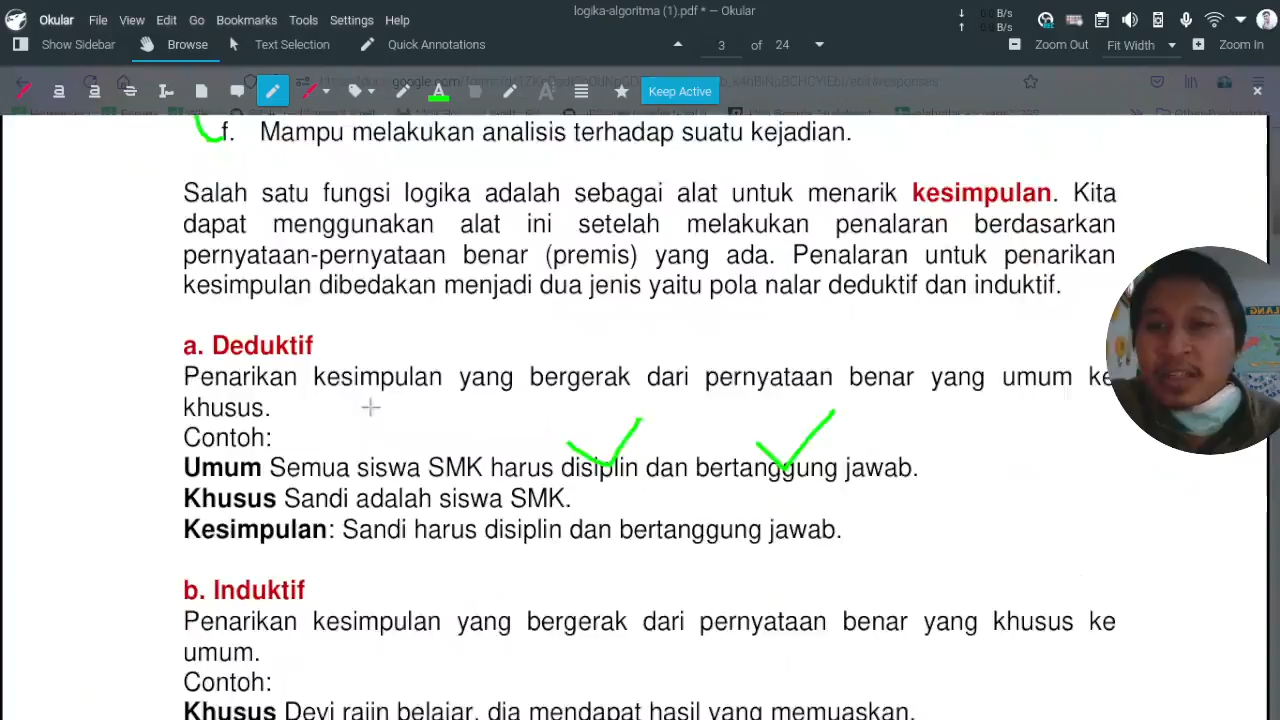 logika-algoritma (1).pdf * — Okular
Okular File View Edit Go Bookmarks Tools Settings Help
0.0 B/s
0.0 B/s
Show Sidebar Browse Text Selection Quick Annotations 3 of 24 Zoom Out Fit Width Zoom In
Keep Active
f. Mampu melakukan analisis terhadap suatu kejadian.
Salah satu fungsi logika adalah sebagai alat untuk menarik kesimpulan. Kita
dapat menggunakan alat ini setelah melakukan penalaran berdasarkan
pernyataan-pernyataan benar (premis) yang ada. Penalaran untuk penarikan
kesimpulan dibedakan menjadi dua jenis yaitu pola nalar deduktif dan induktif.
a. Deduktif
Penarikan kesimpulan yang bergerak dari pernyataan benar yang umum ke
khusus.
Contoh:
Umum Semua siswa SMK harus disiplin dan bertanggung jawab.
Khusus Sandi adalah siswa SMK.
Kesimpulan: Sandi harus disiplin dan bertanggung jawab.
b. Induktif
Penarikan kesimpulan yang bergerak dari pernyataan benar yang khusus ke
umum.
Contoh:
Khusus Devi rajin belajar, dia mendapat hasil yang memuaskan.